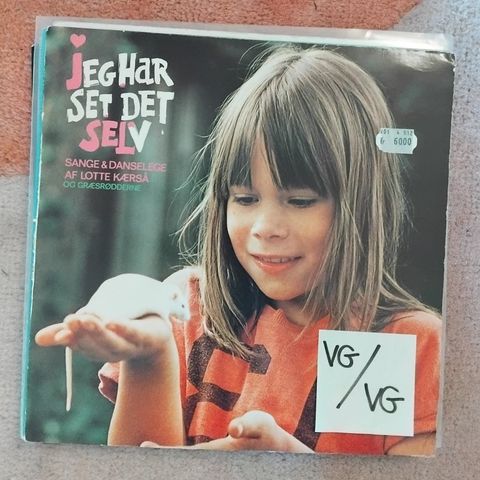 JEG HAR
SET DET
SELV
SANGE & DANSELEGE
AF LOTTE KÆRSÅ
OG GRÆSRØDDERNE
6000
VG/VG